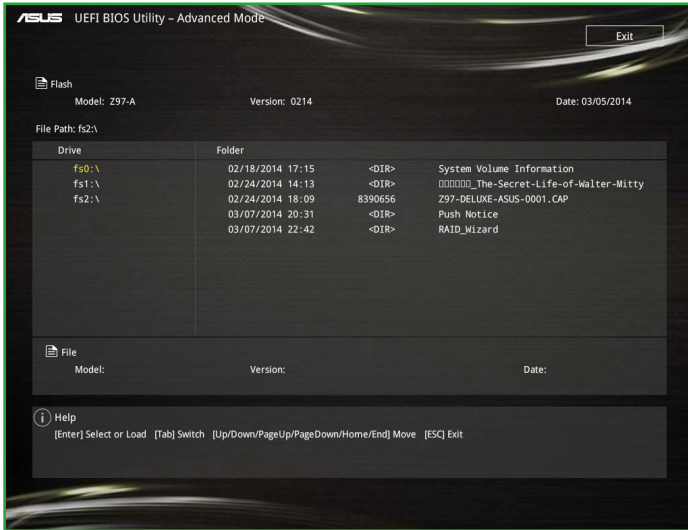 ASUS UEFI BIOS Utility – Advanced Mode
Exit
Flash
Model: Z97-A Version: 0214 Date: 03/05/2014
File Path: fs2:\
Drive Folder
fs0:\ 02/18/2014 17:15 <DIR> System Volume Information
fs1:\ 02/24/2014 14:13 <DIR> □□□□□□_The-Secret-Life-of-Walter-Mitty
fs2:\ 02/24/2014 18:09 8390656 Z97-DELUXE-ASUS-0001.CAP
03/07/2014 20:31 <DIR> Push Notice
03/07/2014 22:42 <DIR> RAID_Wizard
File
Model: Version: Date:
Help
[Enter] Select or Load [Tab] Switch [Up/Down/PageUp/PageDown/Home/End] Move [ESC] Exit